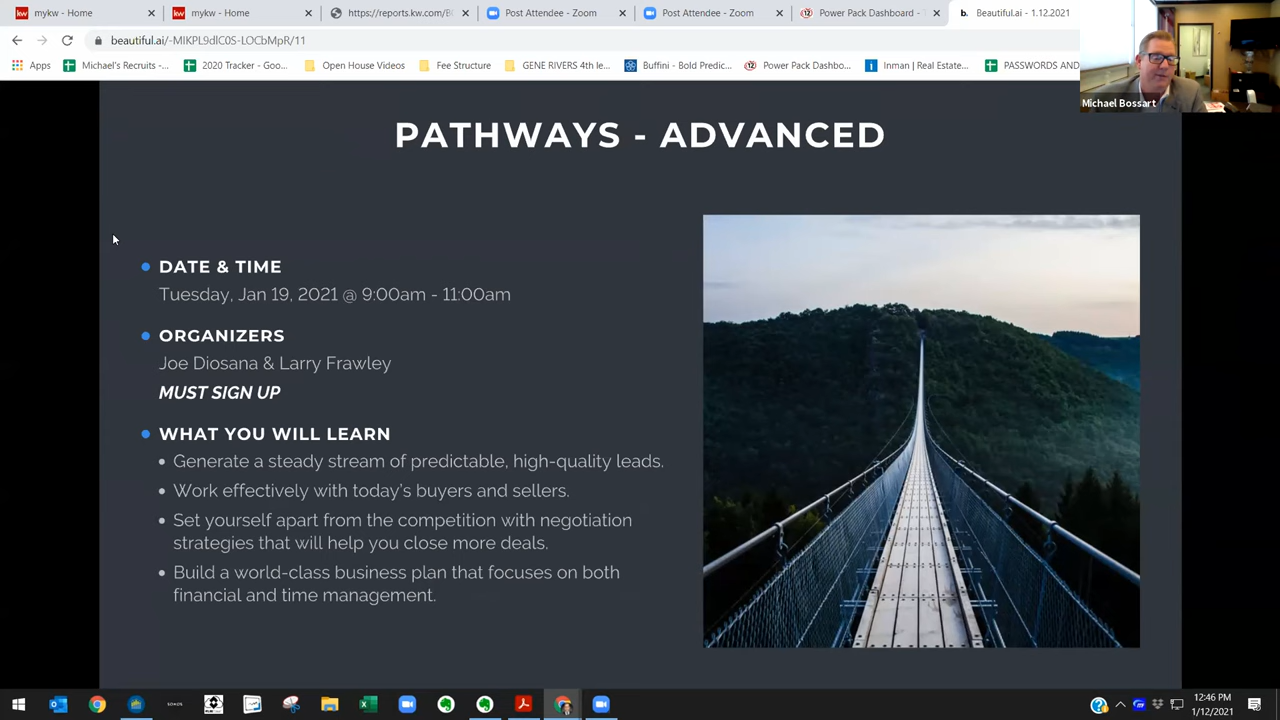 mykw - Home
mykw - Home
https://reports.kw.com/
Post Attendee - Zoom
Post Attendee - Zoom
Power Pack Dashboard -
b. Beautiful.ai - 1.12.2021
beautiful.ai/-MIKPL9dlC0S-LOCbMpR/11
Apps
Michael's Recruits -...
2020 Tracker - Goo...
Open House Videos
Fee Structure
GENE RIVERS 4th le...
Buffini - Bold Predic...
Power Pack Dashbo...
Inman | Real Estate...
PASSWORDS AND
Michael Bossart
PATHWAYS - ADVANCED
DATE & TIME
Tuesday, Jan 19, 2021 @ 9:00am - 11:00am
ORGANIZERS
Joe Diosana & Larry Frawley
MUST SIGN UP
WHAT YOU WILL LEARN
Generate a steady stream of predictable, high-quality leads.
Work effectively with today's buyers and sellers.
Set yourself apart from the competition with negotiation
strategies that will help you close more deals.
Build a world-class business plan that focuses on both
financial and time management.
SONOS
12:46 PM
1/12/2021